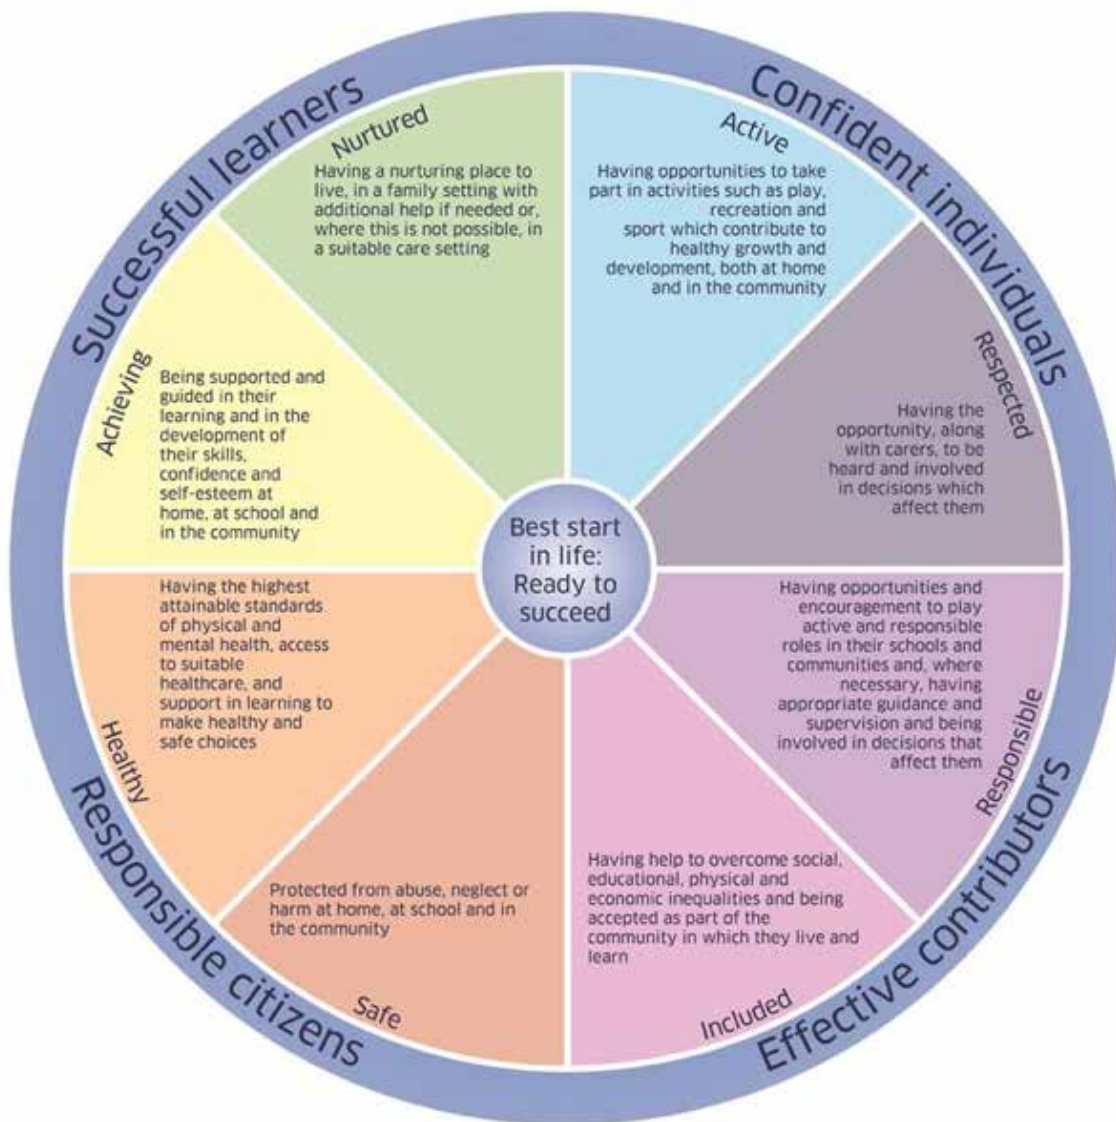 Successful learners
Confident individuals
Nurtured
Having a nurturing place to
live, in a family setting with
additional help if needed or,
where this is not possible, in
a suitable care setting
Active
Having opportunities to take
part in activities such as play,
recreation and
sport which contribute to
healthy growth and
development, both at home
and in the community
Achieving
Being supported and
guided in their
learning and in the
development of
their skills,
confidence and
self-esteem at
home, at school and
in the community
Respected
Having the
opportunity, along
with carers, to be
heard and involved
in decisions which
affect them
Best start
in life:
Ready to
succeed
Healthy
Having the highest
attainable standards
of physical and
mental health, access
to suitable
healthcare, and
support in learning to
make healthy and
safe choices
Responsible
Having opportunities and
encouragement to play
active and responsible
roles in their schools and
communities and, where
necessary, having
appropriate guidance and
supervision and being
involved in decisions that
affect them
Safe
Protected from abuse, neglect or
harm at home, at school and in
the community
Included
Having help to overcome social,
educational, physical and
economic inequalities and being
accepted as part of the
community in which they live and
learn
Responsible citizens
Effective contributors